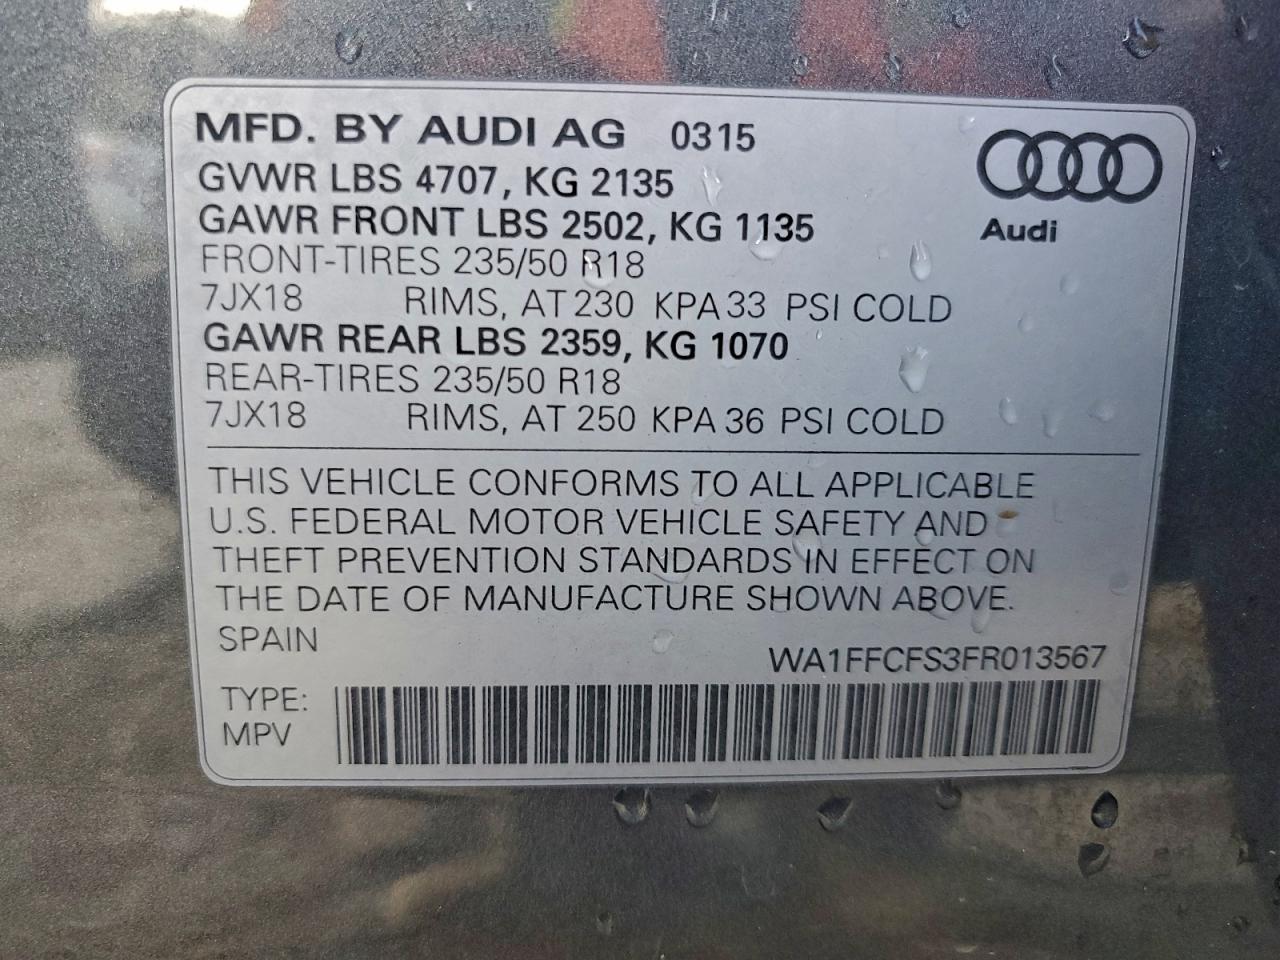 MFD. BY AUDI AG 0315
GVWR LBS 4707, KG 2135
GAWR FRONT LBS 2502, KG 1135
Audi
FRONT-TIRES 235/50 R18
7JX18 RIMS, AT 230 KPA 33 PSI COLD
GAWR REAR LBS 2359, KG 1070
REAR-TIRES 235/50 R18
7JX18 RIMS, AT 250 KPA 36 PSI COLD
THIS VEHICLE CONFORMS TO ALL APPLICABLE
U.S. FEDERAL MOTOR VEHICLE SAFETY AND
THEFT PREVENTION STANDARDS IN EFFECT ON
THE DATE OF MANUFACTURE SHOWN ABOVE.
SPAIN
WA1FFCFS3FR013567
TYPE:
MPV